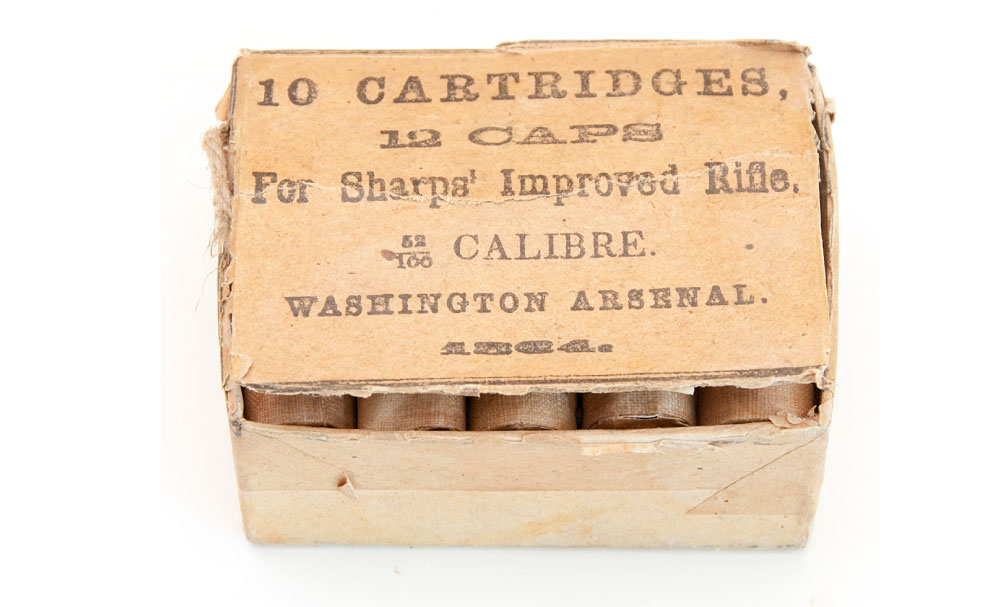 10 CARTRIDGES,
12 CAPS
For Sharps' Improved Rifle,
52/100 CALIBRE.
WASHINGTON ARSENAL.
1864.